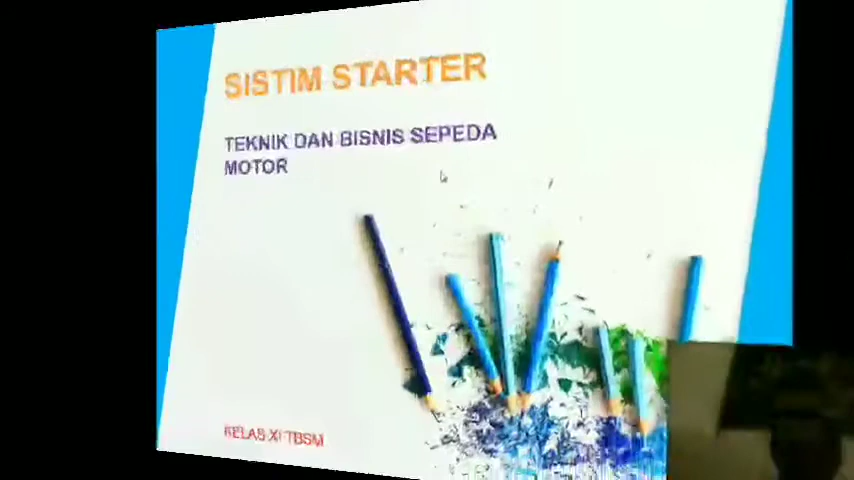 SISTIM STARTER
TEKNIK DAN BISNIS SEPEDA
MOTOR
KELAS XI TBSM